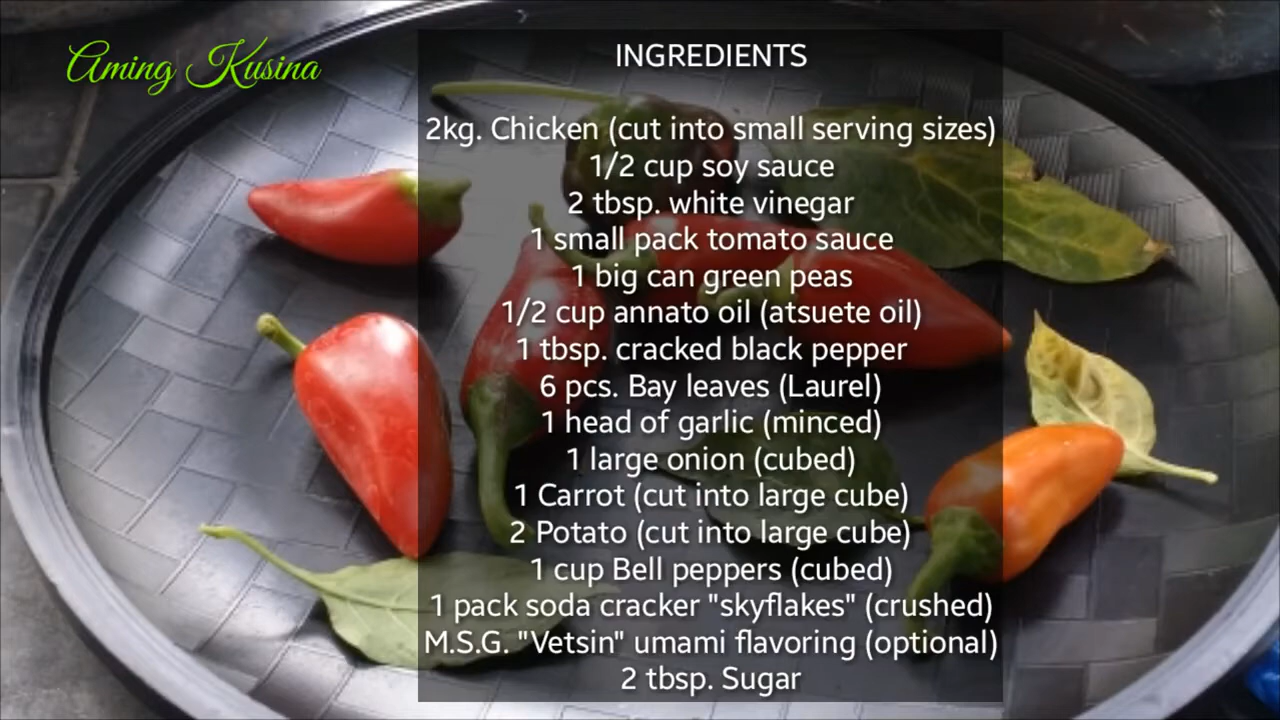 Aming Kusina
INGREDIENTS
2kg. Chicken (cut into small serving sizes)
1/2 cup soy sauce
2 tbsp. white vinegar
1 small pack tomato sauce
1 big can green peas
1/2 cup annato oil (atsuete oil)
1 tbsp. cracked black pepper
6 pcs. Bay leaves (Laurel)
1 head of garlic (minced)
1 large onion (cubed)
1 Carrot (cut into large cube)
2 Potato (cut into large cube)
1 cup Bell peppers (cubed)
1 pack soda cracker "skyflakes" (crushed)
M.S.G. "Vetsin" umami flavoring (optional)
2 tbsp. Sugar